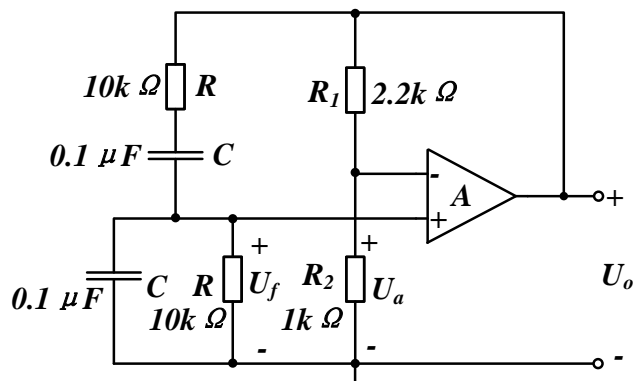 10k Ω R
R1 2.2k Ω
0.1 μF C
-
A
+
+
+
+
0.1 μF C
R Uf
10k Ω
R2 Ua
1k Ω
Uo
-
-
-